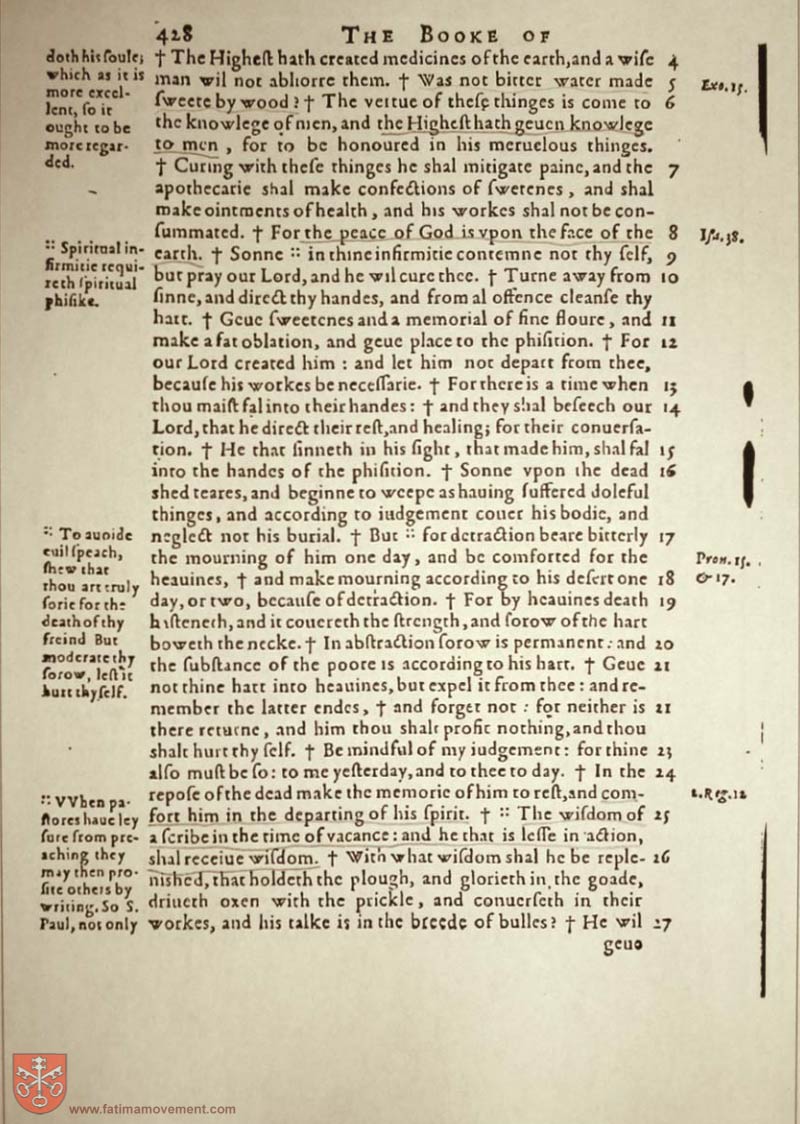 428 THE BOOKE OF
doth his ſoule;
which as it is
more excel-
lent, ſo it
ought to be
more regar-
ded.
:: Spiritual in-
firmitie requi-
reth ſpiritual
phiſike.
:: To auoide
euil ſpeach,
ſhew that
thou art truly
ſorie for the
death of thy
freind But
moderate thy
ſorow, leſt it
hurt thy ſelf.
:: VVhen pa-
ſtores haue ley
ſure from pre-
aching they
may then pro-
fite others by
writing. So S.
Paul, not only
† The Higheſt hath created medicines of the earth, and a wiſe 4
man wil not abhorre them. † Was not bitter water made 5
ſweete by wood? † The vertue of theſe thinges is come to 6
the knowlege of men, and the Higheſt hath geuen knowlege
to men, for to be honoured in his meruelous thinges.
† Curing with theſe thinges he shal mitigate paine, and the 7
apothecarie shal make confections of ſwetenes, and shal
make ointments of health, and his workes shal not be con-
ſummated. † For the peace of God is vpon the face of the 8
earth. † Sonne :: in thine infirmitie contemne not thy ſelf, 9
but pray our Lord, and he wil cure thee. † Turne away from 10
ſinne, and direct thy handes, and from al offence cleanſe thy
hart. † Geue ſweetenes and a memorial of fine floure, and 11
make a fat oblation, and geue place to the phiſition. † For 12
our Lord created him: and let him not depart from thee,
becauſe his workes be neceſſarie. † For there is a time when 13
thou maiſt fal into their handes: † and they shal beſeech our 14
Lord, that he direct their reſt, and healing; for their conuerſa-
tion. † He that ſinneth in his ſight, that made him, shal fal 15
into the handes of the phiſition. † Sonne vpon the dead 16
shed teares, and beginne to weepe as hauing ſuffered doleful
thinges, and according to iudgement couer his bodie, and
neglect not his burial. † But :: for detraction beare bitterly 17
the mourning of him one day, and be comforted for the
heauines, † and make mourning according to his deſert one 18
day, or two, becauſe of detraction. † For by heauines death 19
haſteneth, and it couereth the ſtrength, and ſorow of the hart
boweth the necke. † In abſtraction ſorow is permanent: and 20
the ſubſtance of the poore is according to his hart. † Geue 21
not thine hart into heauines, but expel it from thee: and re-
member the latter endes, † and forget not: for neither is 21
there returne, and him thou shalt profit nothing, and thou
shalt hurt thy ſelf. † Be mindful of my iudgement: for thine 23
alſo muſt be ſo: to me yeſterday, and to thee to day. † In the 24
repoſe of the dead make the memorie of him to reſt, and com-
fort him in the departing of his ſpirit. † :: The wiſdom of 25
a ſcribe in the time of vacance: and he that is leſſe in action,
shal receiue wiſdom. † With what wiſdom shal he be reple- 26
nished, that holdeth the plough, and glorieth in the goade,
driueth oxen with the prickle, and conuerſeth in their
workes, and his talke is in the breede of bulles? † He wil 27
geue
Exo. 15.
Iſa. 38.
Prou. 15.
& 17.
2. Reg. 12
www.fatimamovement.com